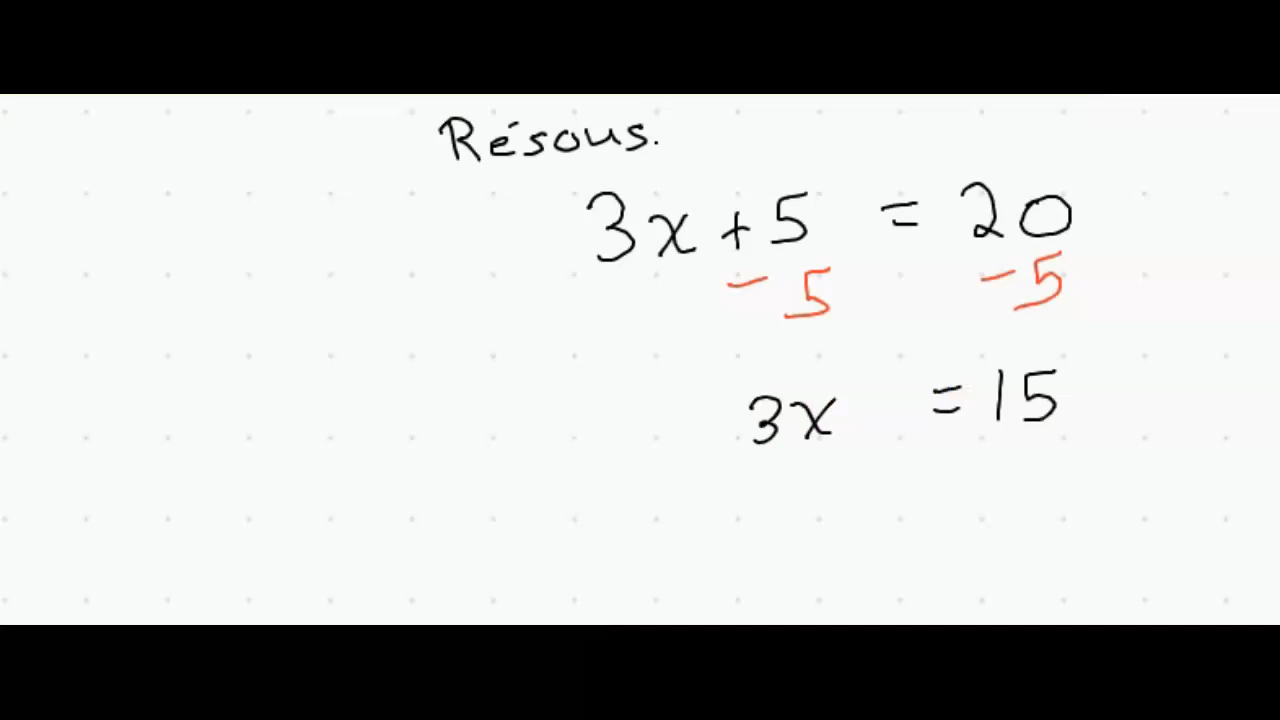 Résous.
3x + 5 = 20
- 5 - 5
3x = 15